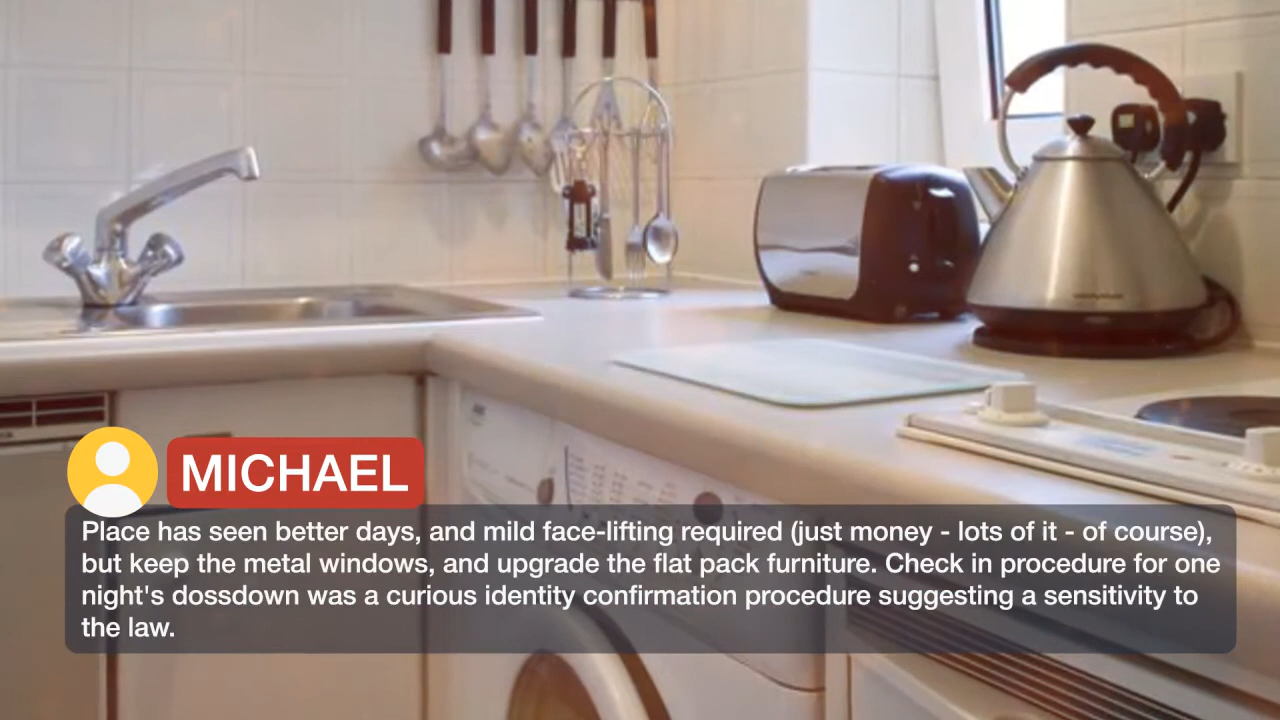 MICHAEL
Place has seen better days, and mild face-lifting required (just money - lots of it - of course),
but keep the metal windows, and upgrade the flat pack furniture. Check in procedure for one
night's dossdown was a curious identity confirmation procedure suggesting a sensitivity to
the law.